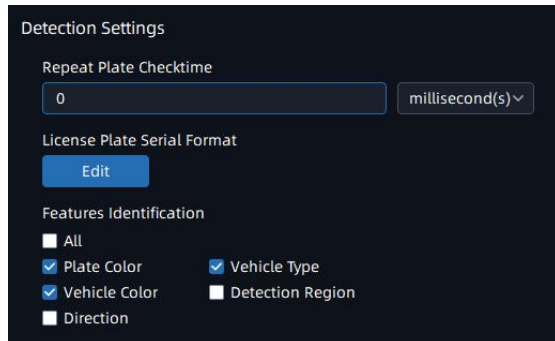 Detection Settings
Repeat Plate Checktime
0 millisecond(s)
License Plate Serial Format
Edit
Features Identification
All
Plate Color Vehicle Type
Vehicle Color Detection Region
Direction